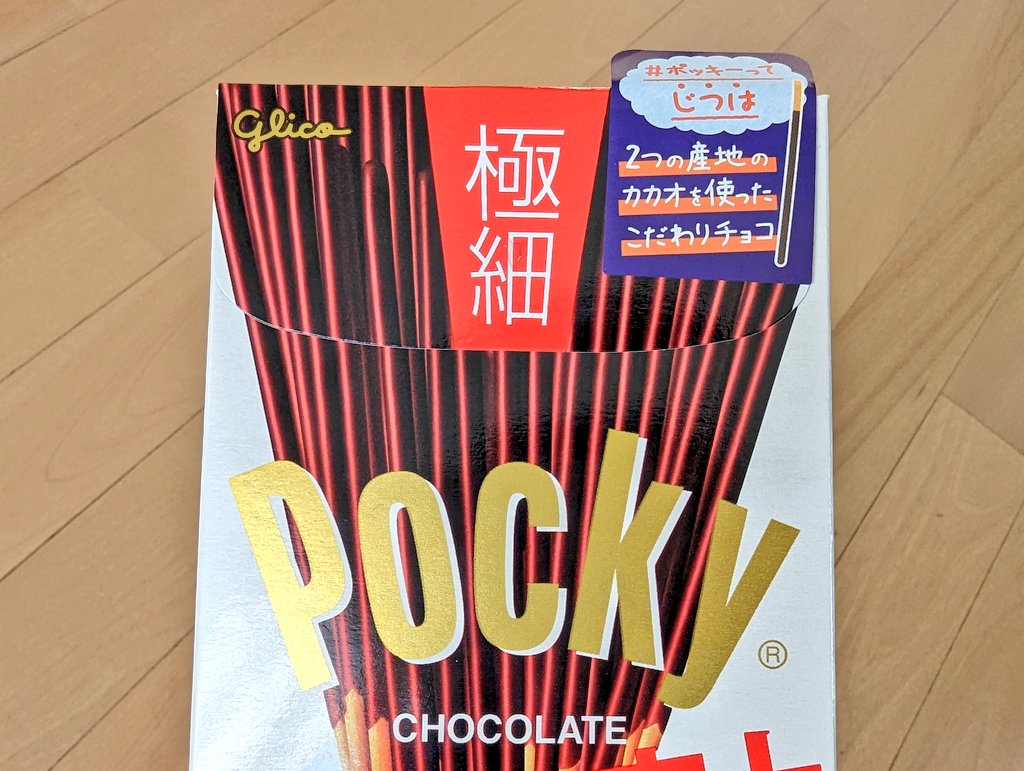 Glico
極細
#ポッキーって
じつは
2つの産地の
カカオを使った
こだわりチョコ
POCKY®
CHOCOLATE